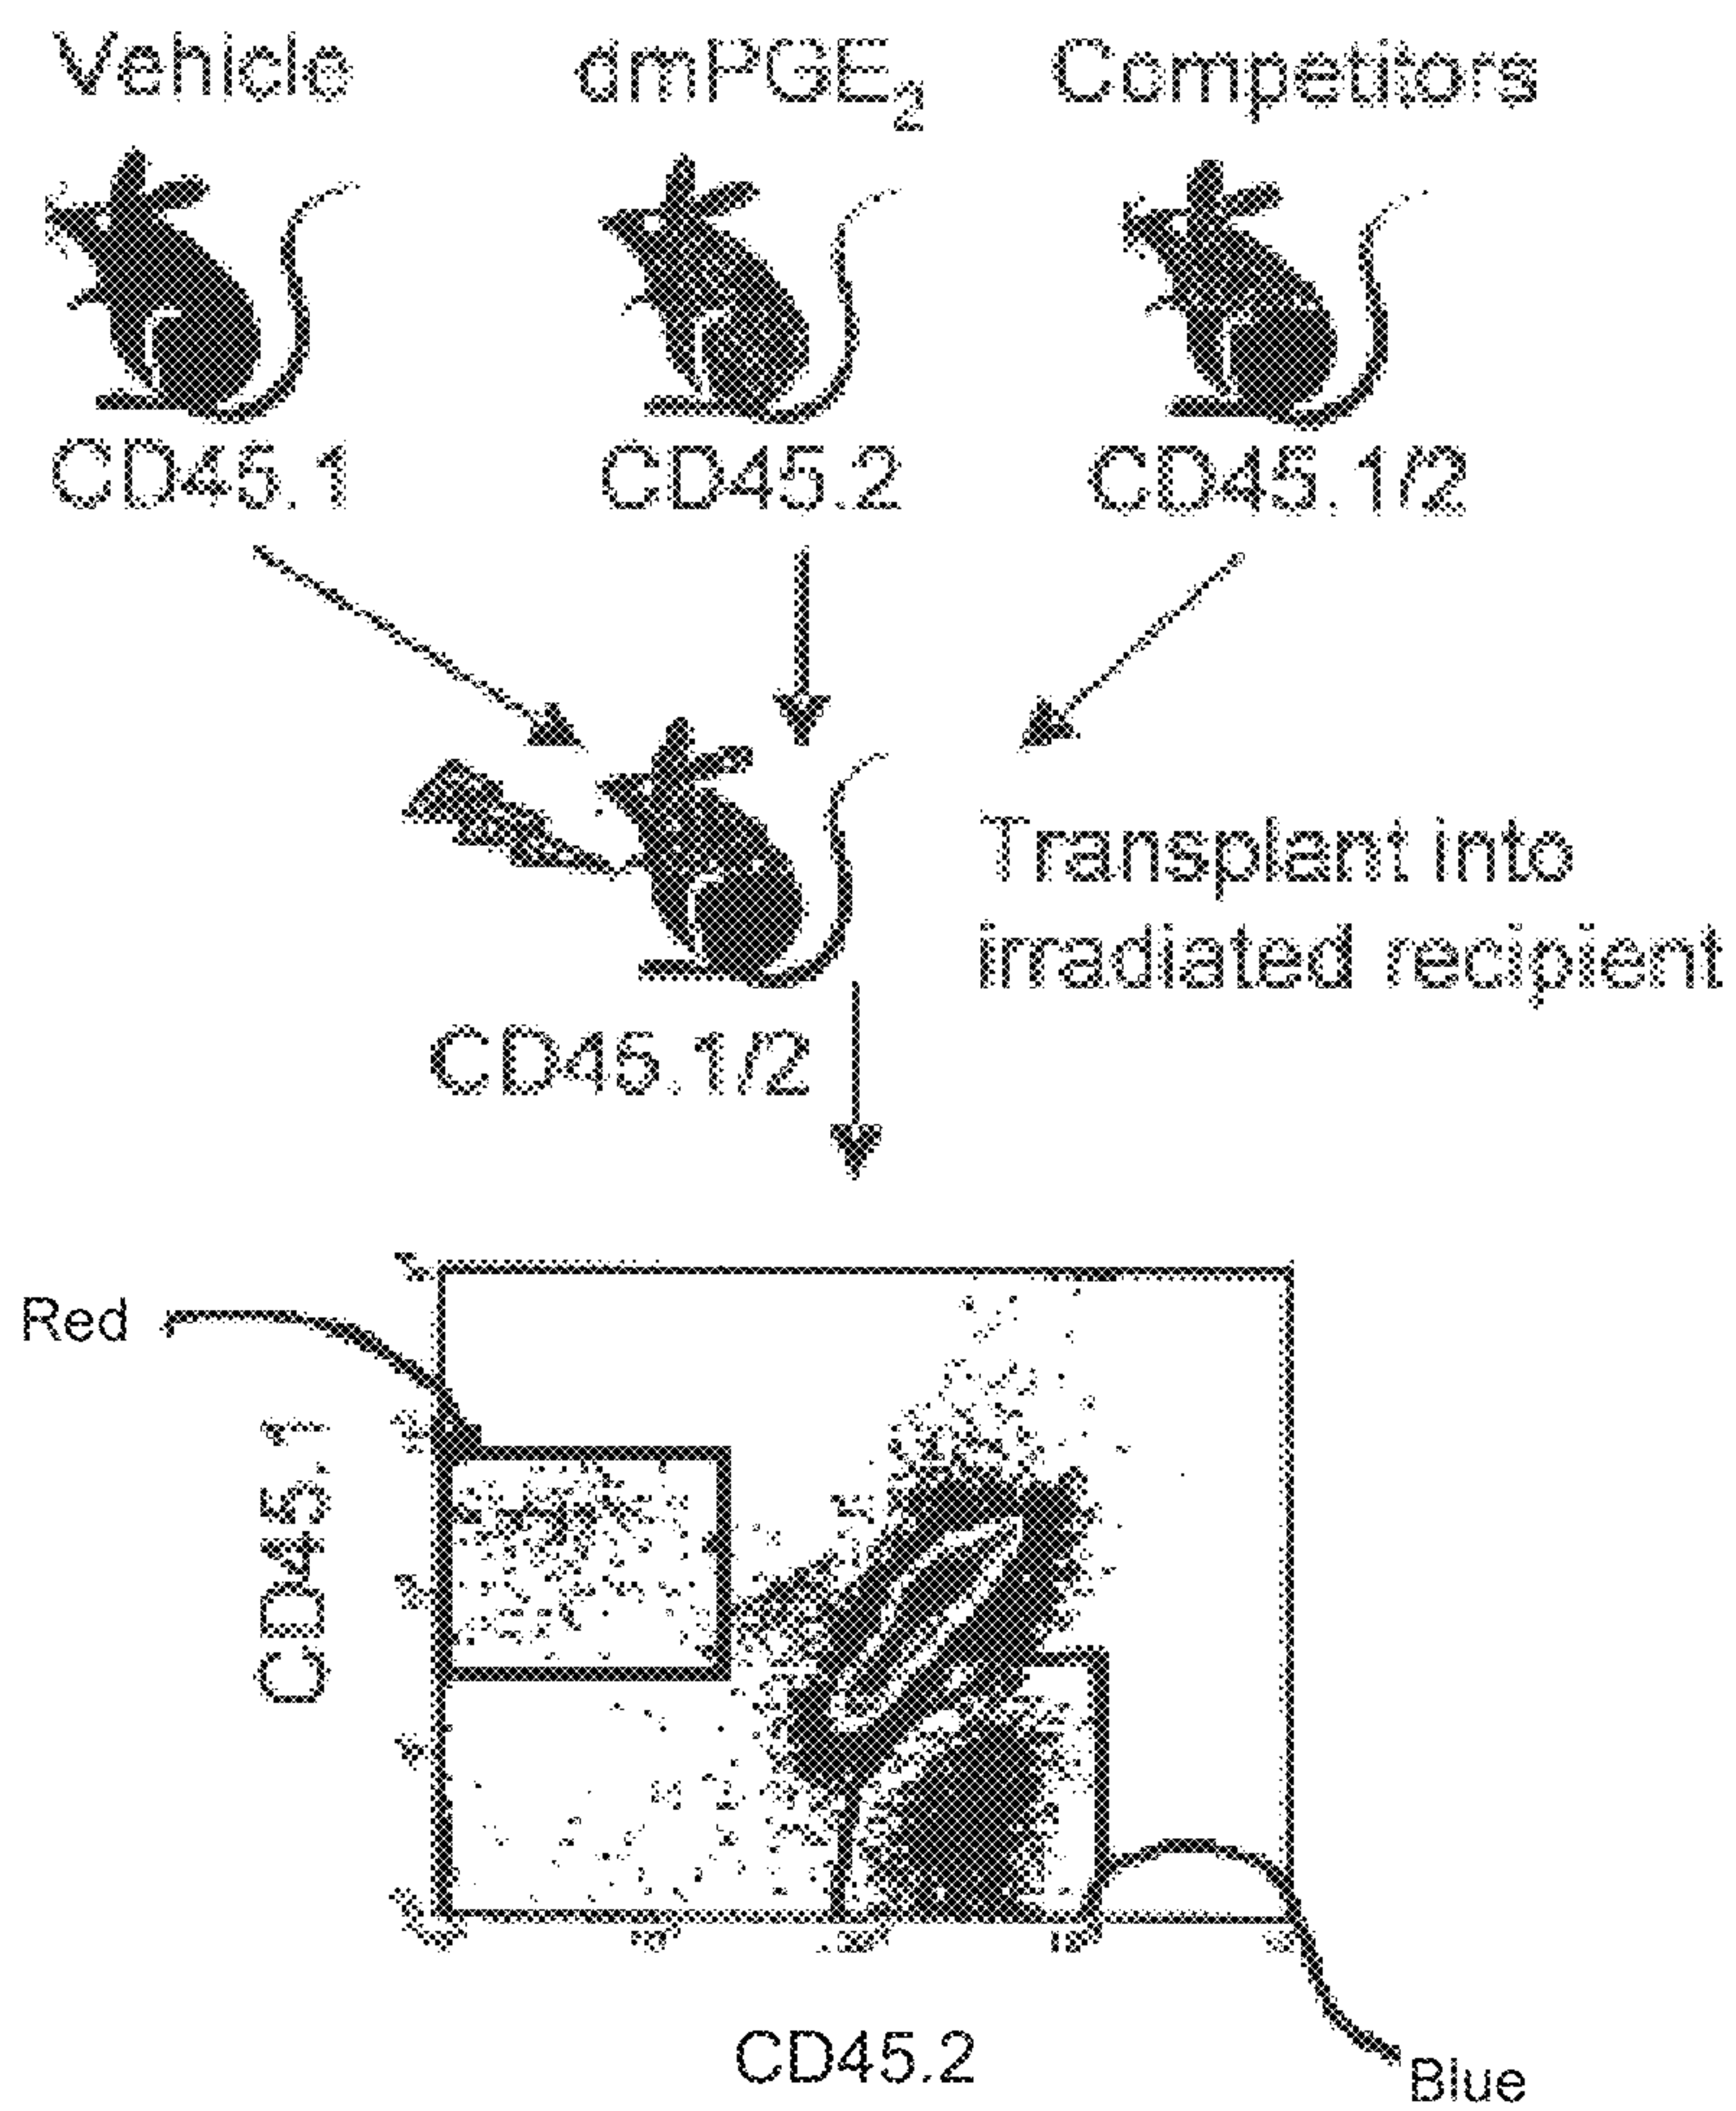 Vehicle
dmPGE2
Competitors
CD45.1
CD45.2
CD45.1/2
Transplant into
irradiated recipient
CD45.1/2
Red
CD45.1
CD45.2
Blue